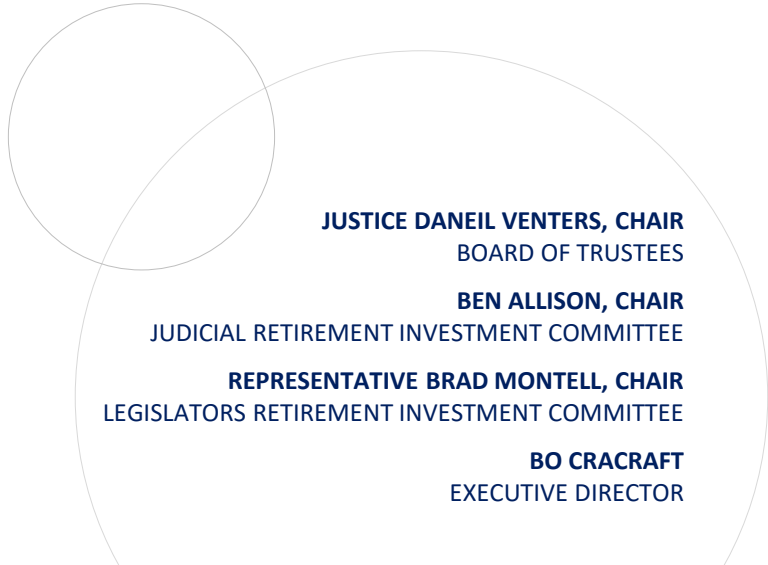 JUSTICE DANEIL VENTERS, CHAIR
BOARD OF TRUSTEES
BEN ALLISON, CHAIR
JUDICIAL RETIREMENT INVESTMENT COMMITTEE
REPRESENTATIVE BRAD MONTELL, CHAIR
LEGISLATORS RETIREMENT INVESTMENT COMMITTEE
BO CRACRAFT
EXECUTIVE DIRECTOR